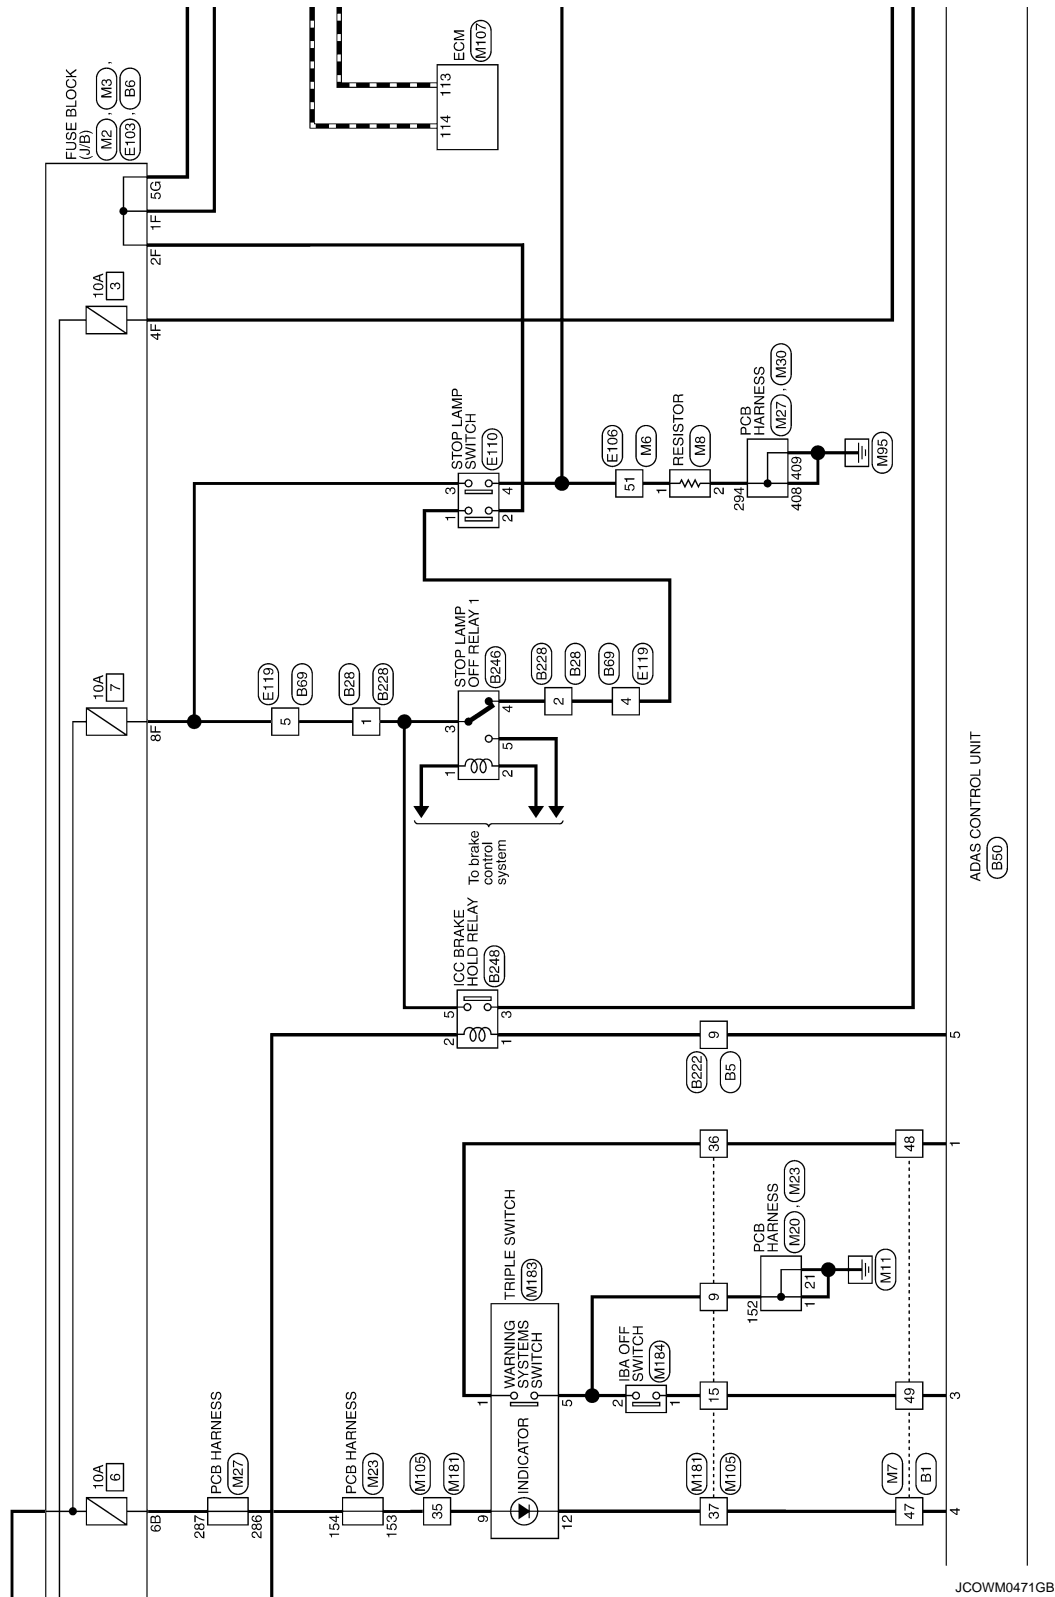 FUSE BLOCK
(J/B)
M2 , M3 ,
E103 , B6
5G
1F
2F
10A
3
4F
10A
7
8F
10A
6
6B
ECM
M107
113
114
STOP LAMP
SWITCH
E110
3
4
1
2
E106
M6
51
RESISTOR
M8
1
2
PCB
HARNESS
M27 , M30
294
409
408
M95
E119
B69
5
B28
B228
1
STOP LAMP
OFF RELAY 1
B246
3
4
5
1
2
B228
B28
2
B69
E119
4
To brake
control
system
ICC BRAKE
HOLD RELAY
B248
5
3
2
1
9
B222
B5
5
ADAS CONTROL UNIT
B50
36
48
1
PCB
HARNESS
M20 , M23
152
21
1
M11
9
TRIPLE SWITCH
M183
WARNING
SYSTEMS
SWITCH
1
5
IBA OFF
SWITCH
M184
2
1
15
49
3
INDICATOR
9
12
PCB HARNESS
M27
287
286
PCB HARNESS
M23
154
153
M105
M181
35
M181
M105
37
M7
B1
47
4
JCOWM0471GB